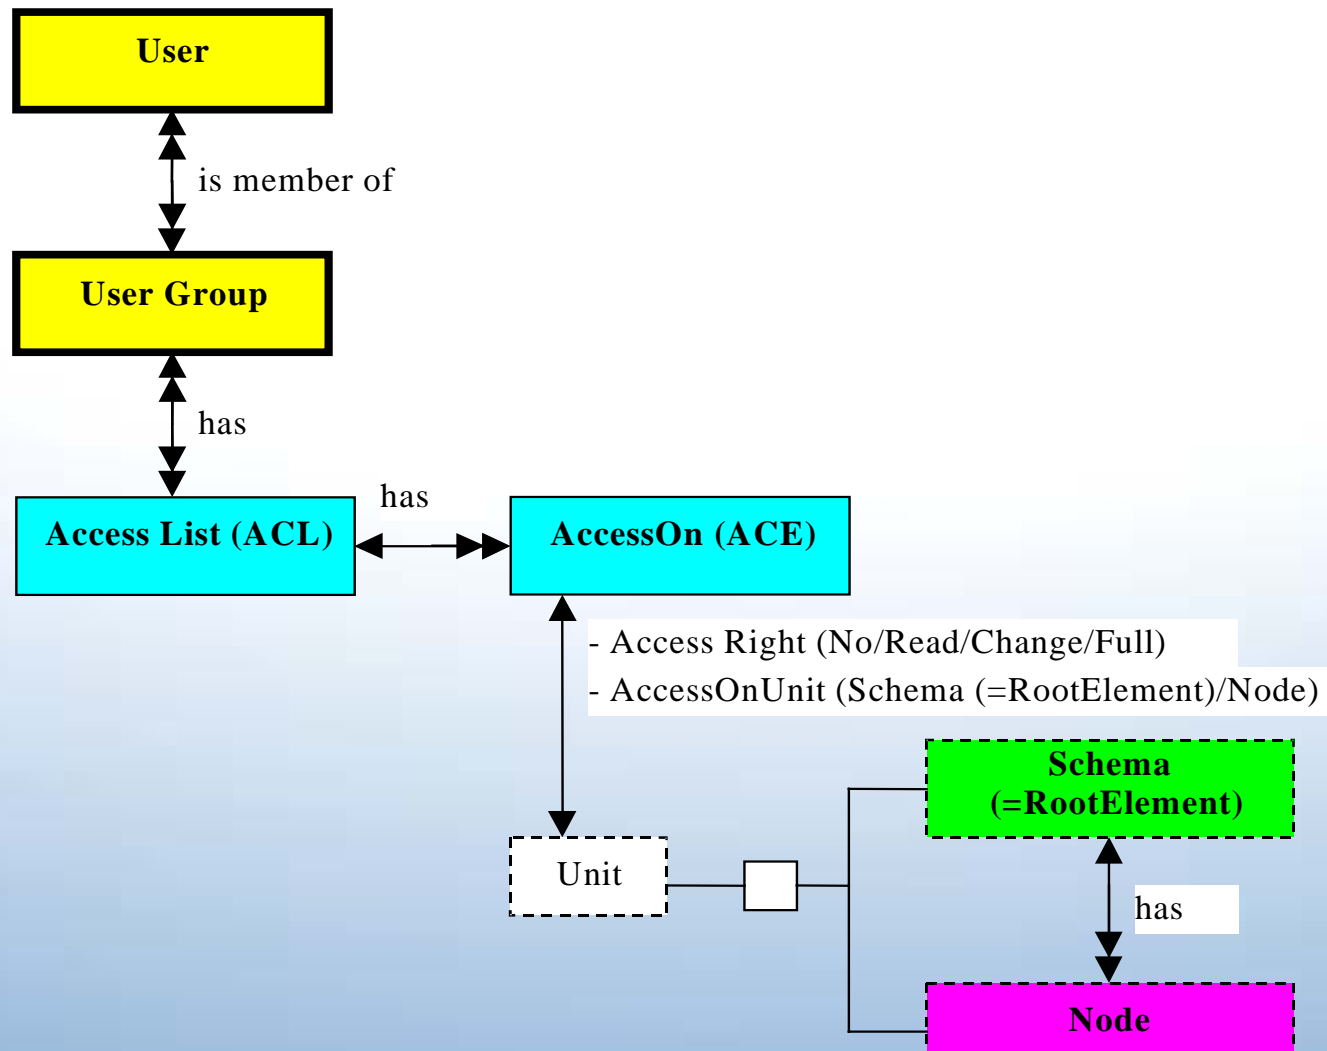 User
is member of
User Group
has
Access List (ACL)
has
AccessOn (ACE)
- Access Right (No/Read/Change/Full)
- AccessOnUnit (Schema (=RootElement)/Node)
Schema
(=RootElement)
Unit
has
Node